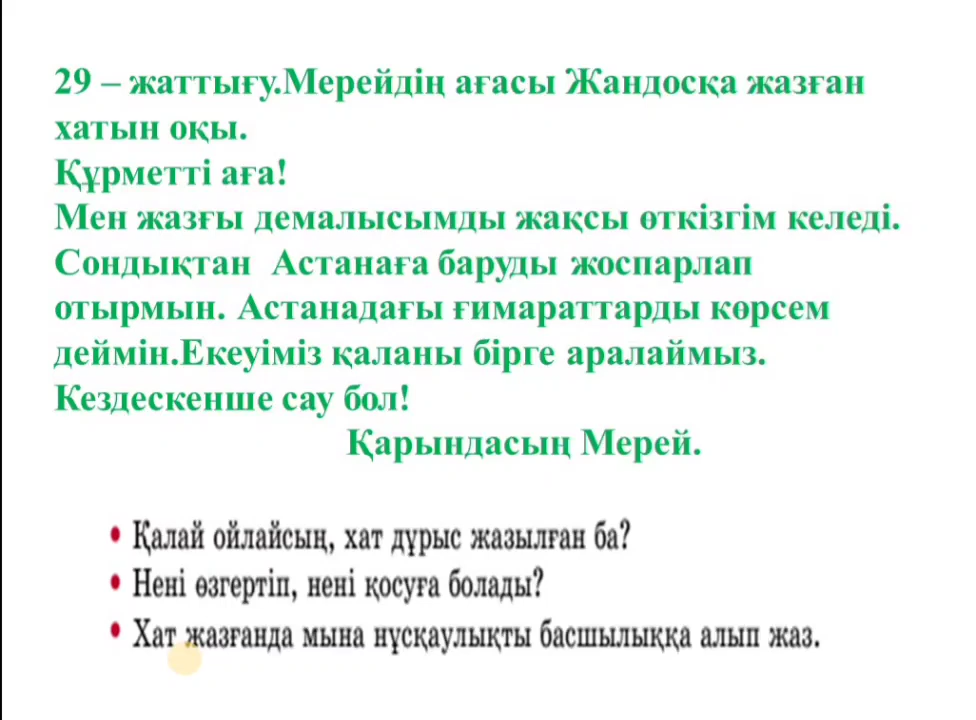 29 – жаттығу.Мерейдің ағасы Жандосқа жазған
хатын оқы.
Құрметті аға!
Мен жазғы демалысымды жақсы өткізгім келеді.
Сондықтан Астанаға баруды жоспарлап
отырмын. Астанадағы ғимараттарды көрсем
деймін.Екеуіміз қаланы бірге аралаймыз.
Кездескенше сау бол!
Қарындасың Мерей.
• Қалай ойлайсың, хат дұрыс жазылған ба?
• Нені өзгертіп, нені қосуға болады?
• Хат жазғанда мына нұсқаулықты басшылыққа алып жаз.